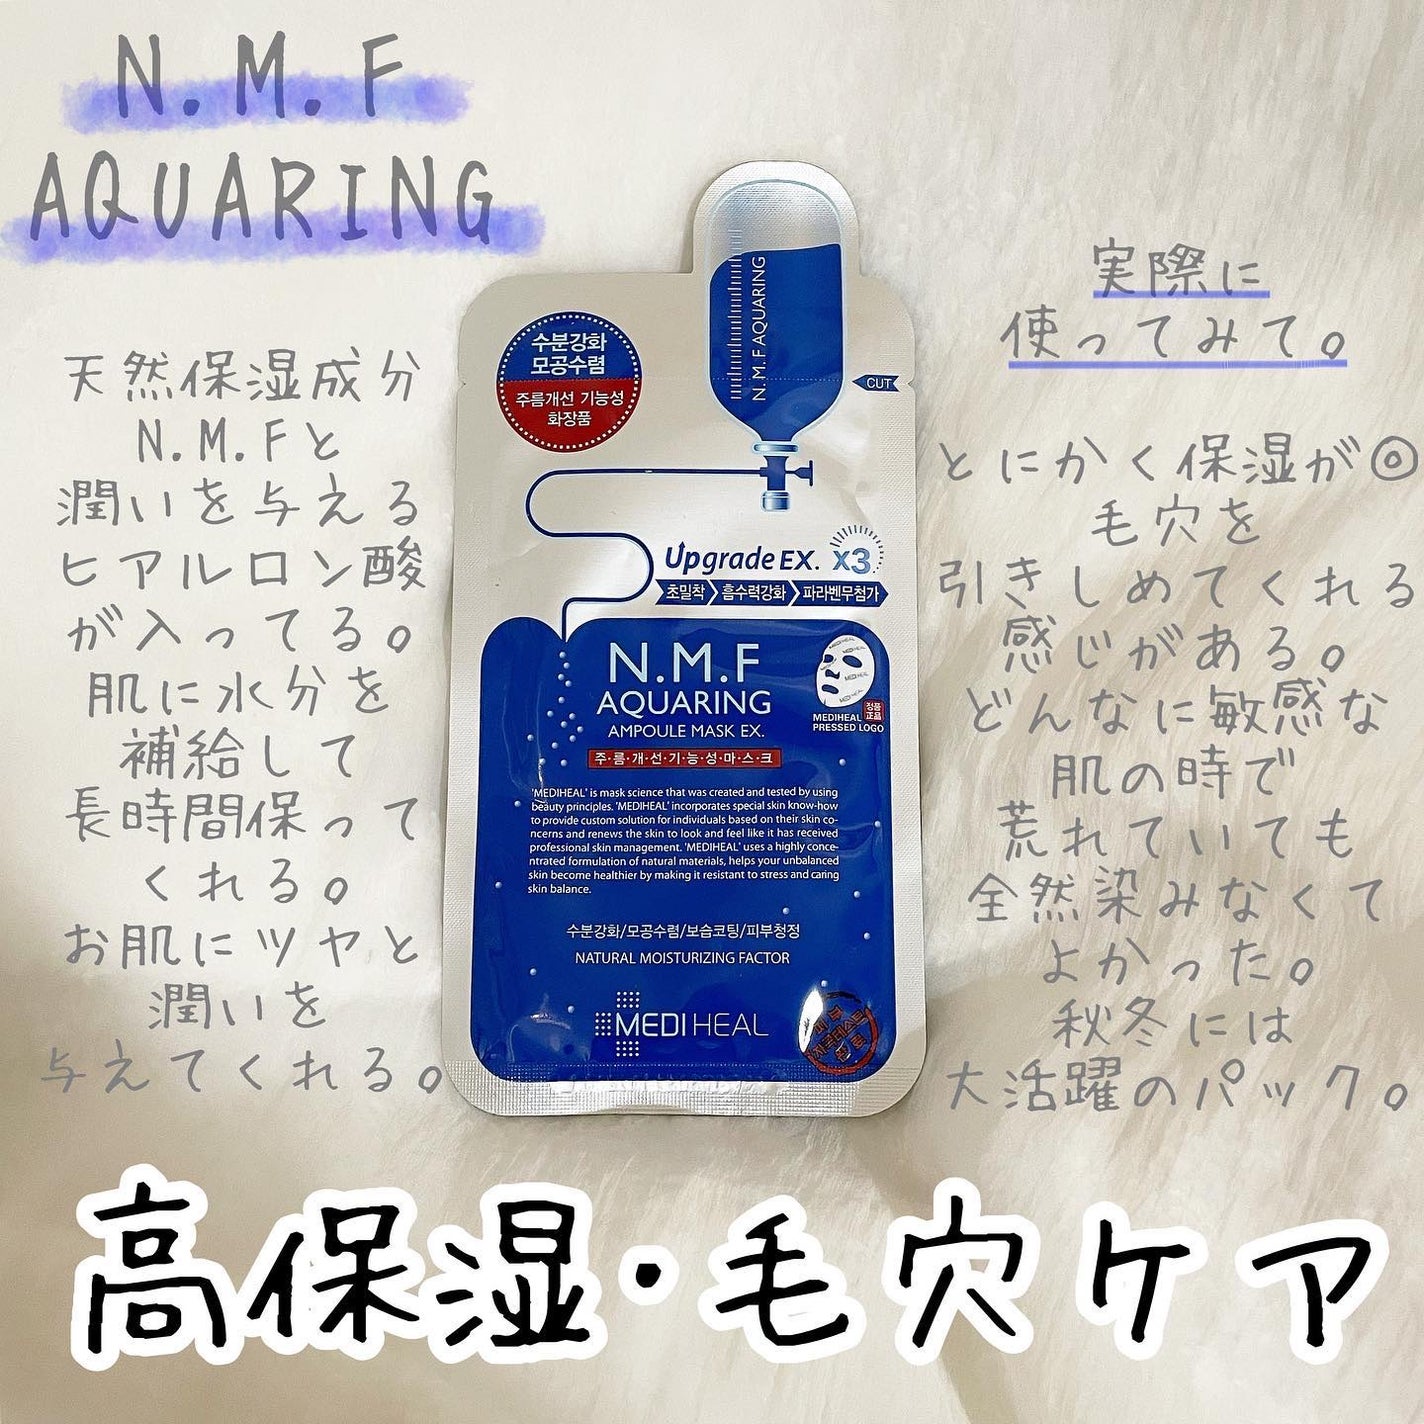 N.M.F
AQUARING
天然保湿成分
N.M.Fと
潤いを与える
ヒアルロン酸
が入ってる。
肌に水分を
補給して
長時間保って
くれる。
お肌にツヤと
潤いを
与えてくれる。
수분강화
모공수렴
주름개선 기능성
화장품
N.M.F AQUARING
CUT
Upgrade EX. x3
초밀착 흡수력강화 파라벤무첨가
N.M.F
AQUARING
AMPOULE MASK EX.
주·름·개·선·기·능·성·마·스·크
MEDIHEAL
PRESSED LOGO
정품
正品
'MEDIHEAL' is mask science that was created and tested by using
beauty principles. 'MEDIHEAL' incorporates special skin know-how
to provide custom solution for individuals based on their skin co-
ncerns and renews the skin to look and feel like it has received
professional skin management. 'MEDIHEAL' uses a highly conce-
ntrated formulation of natural materials, helps your unbalanced
skin become healthier by making it resistant to stress and caring
skin balance.
수분강화/모공수렴/보습코팅/피부청정
NATURAL MOISTURIZING FACTOR
MEDIHEAL
実際に
使ってみて。
とにかく保湿が◎
毛穴を
引きしめてくれる
感じがある。
どんなに敏感な
肌の時で
荒れていても
全然染みなくて
よかった。
秋冬には
大活躍のパック。
高保湿・毛穴ケア